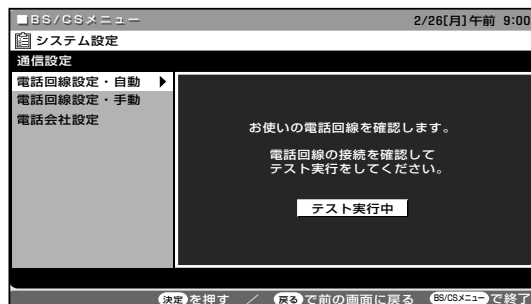 ■BS/CSメニュー 2/26[月]午前 9:00
システム設定
通信設定
電話回線設定・自動 ▶
電話回線設定・手動
電話会社設定
お使いの電話回線を確認します。
電話回線の接続を確認して
テスト実行をしてください。
テスト実行中
決定を押す ／ 戻るで前の画面に戻る BS/CSメニューで終了